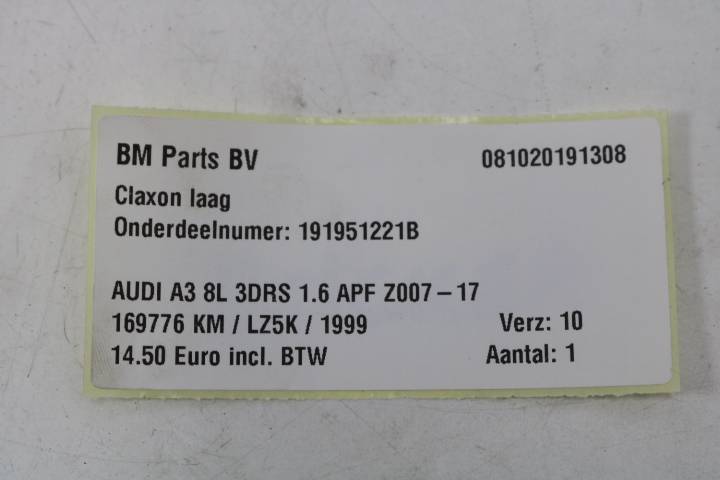 BM Parts BV 081020191308
Claxon laag
Onderdeelnumer: 191951221B
AUDI A3 8L 3DRS 1.6 APF Z007-17
169776 KM / LZ5K / 1999 Verz: 10
14.50 Euro incl. BTW Aantal: 1